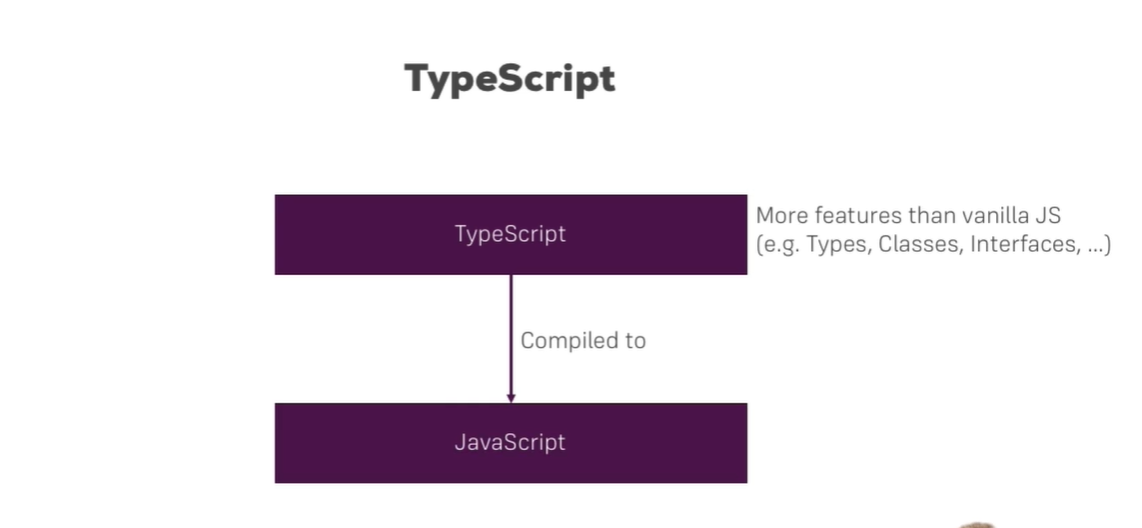 TypeScript
TypeScript
More features than vanilla JS
(e.g. Types, Classes, Interfaces, ...)
Compiled to
JavaScript